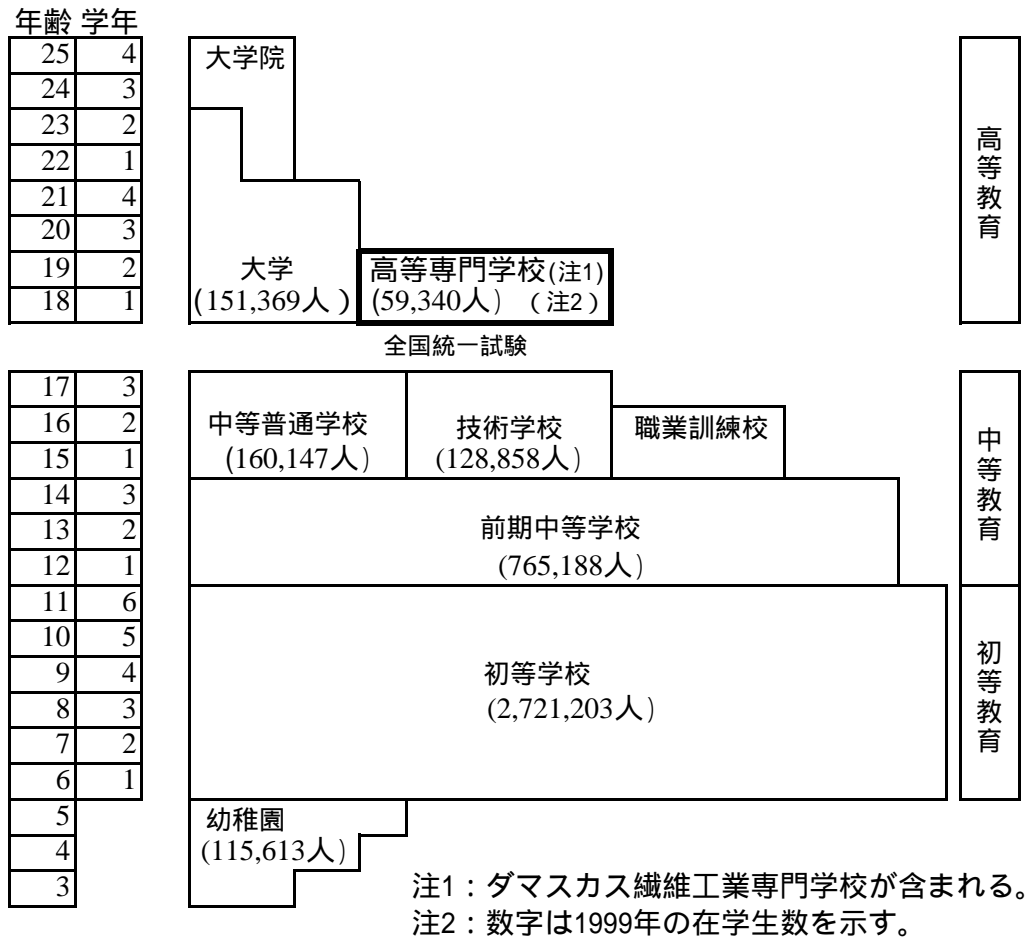 年齢 学年
25 4
24 3
23 2
22 1
21 4
20 3
19 2
18 1
大学院
大学
(151,369人)
高等専門学校(注1)
(59,340人) (注2)
高等教育
全国統一試験
17 3
16 2
15 1
14 3
13 2
12 1
11 6
10 5
9 4
8 3
7 2
6 1
5
4
3
中等普通学校
(160,147人)
技術学校
(128,858人)
職業訓練校
前期中等学校
(765,188人)
中等教育
初等学校
(2,721,203人)
初等教育
幼稚園
(115,613人)
注1：ダマスカス繊維工業専門学校が含まれる。
注2：数字は1999年の在学生数を示す。